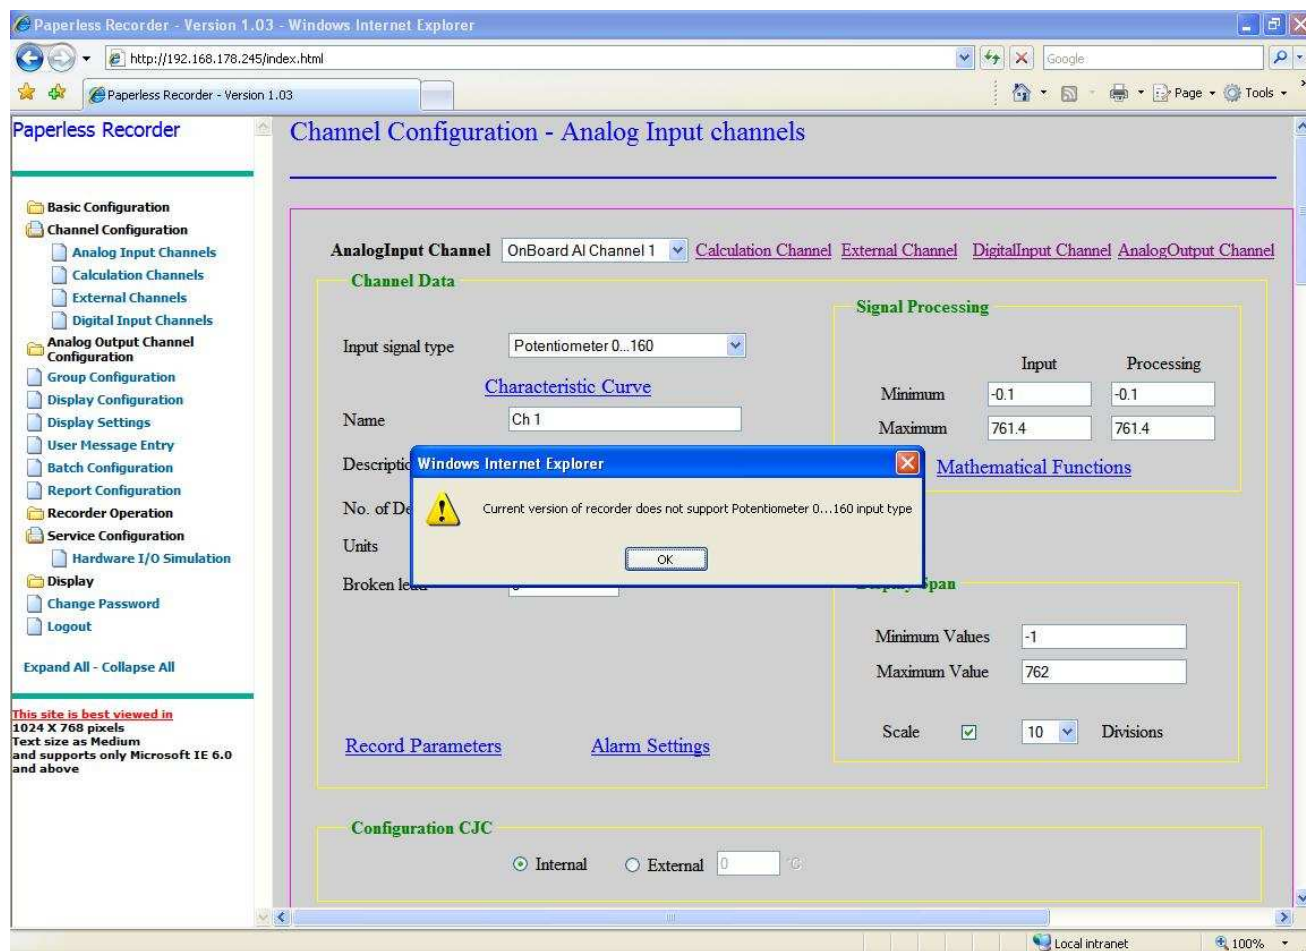 Paperless Recorder - Version 1.03 - Windows Internet Explorer
http://192.168.178.245/index.html
Google
Paperless Recorder - Version 1.03
Page
Tools
Paperless Recorder
Basic Configuration
Channel Configuration
Analog Input Channels
Calculation Channels
External Channels
Digital Input Channels
Analog Output Channel
Configuration
Group Configuration
Display Configuration
Display Settings
User Message Entry
Batch Configuration
Report Configuration
Recorder Operation
Service Configuration
Hardware I/O Simulation
Display
Change Password
Logout
Expand All - Collapse All
This site is best viewed in
1024 X 768 pixels
Text size as Medium
and supports only Microsoft IE 6.0
and above
Channel Configuration - Analog Input channels
AnalogInput Channel OnBoard AI Channel 1 Calculation Channel External Channel DigitalInput Channel AnalogOutput Channel
Channel Data
Input signal type Potentiometer 0...160
Characteristic Curve
Name Ch 1
Descriptio
No. of De
Units
Broken lead
Signal Processing
Input Processing
Minimum -0.1 -0.1
Maximum 761.4 761.4
Mathematical Functions
Windows Internet Explorer
Current version of recorder does not support Potentiometer 0...160 input type
OK
Span
Minimum Values -1
Maximum Value 762
Scale 10 Divisions
Record Parameters Alarm Settings
Configuration CJC
Internal External 0 °C
Local intranet 100%